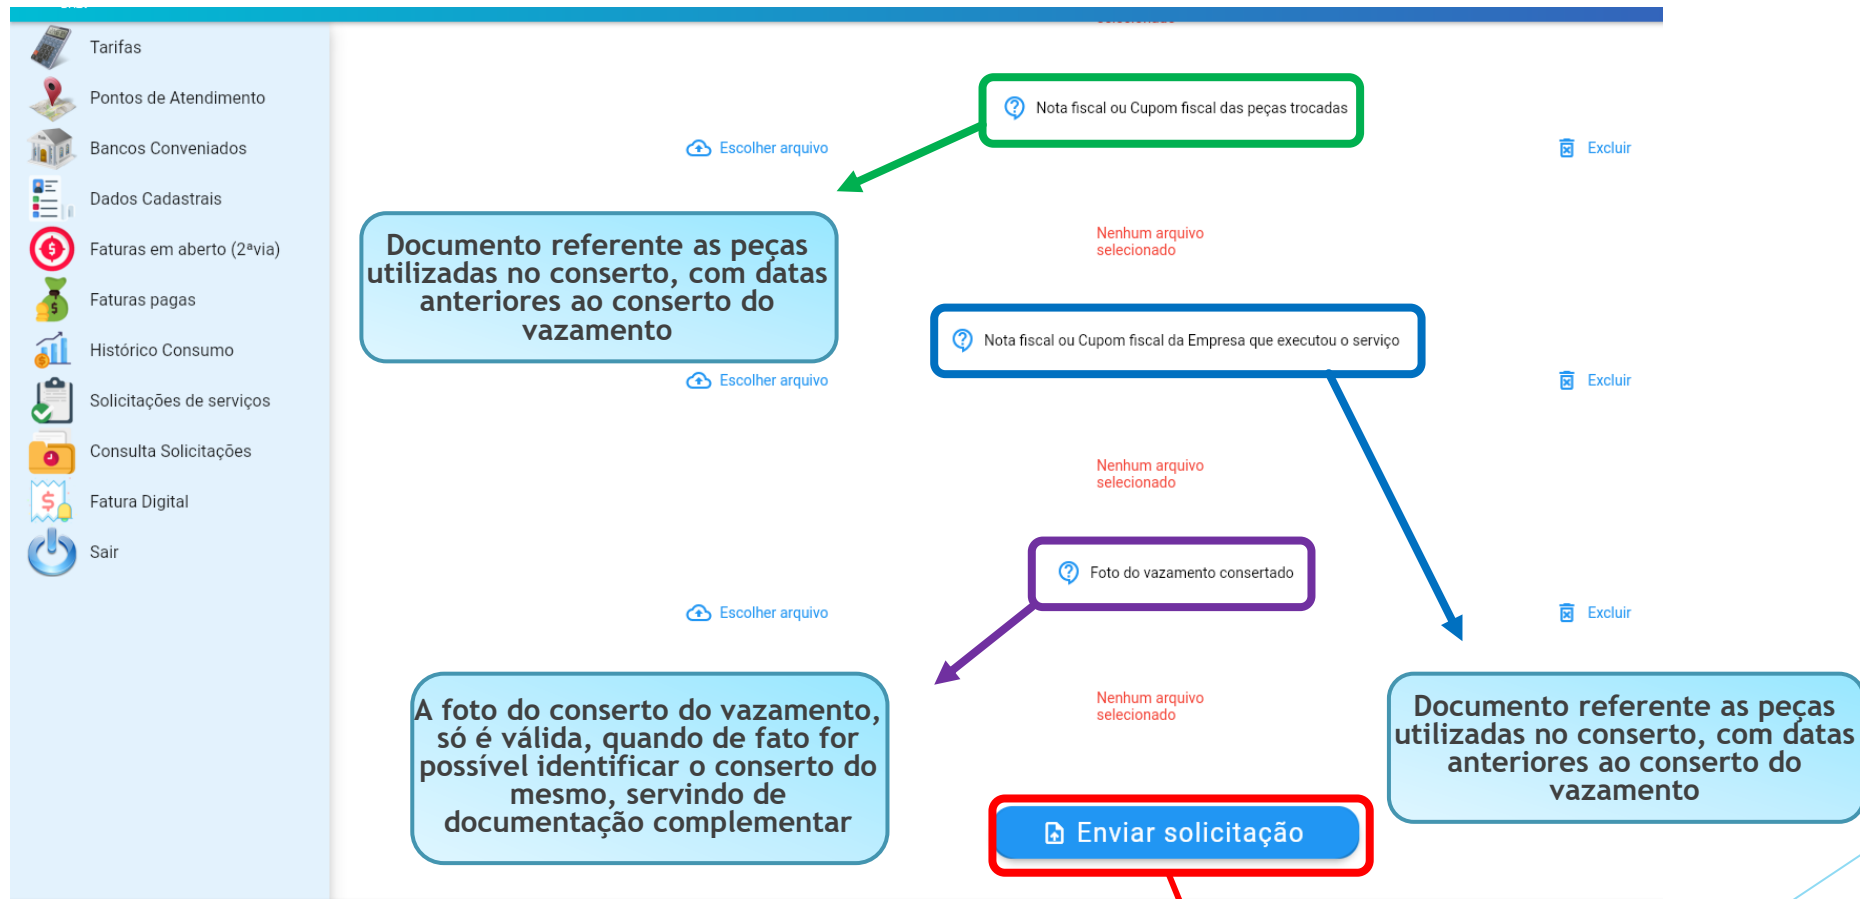 Tarifas
Pontos de Atendimento
Bancos Conveniados
Dados Cadastrais
Faturas em aberto (2ªvia)
Faturas pagas
Histórico Consumo
Solicitações de serviços
Consulta Solicitações
Fatura Digital
Sair
Nota fiscal ou Cupom fiscal das peças trocadas
Escolher arquivo
Excluir
Nenhum arquivo
selecionado
Documento referente as peças
utilizadas no conserto, com datas
anteriores ao conserto do
vazamento
Nota fiscal ou Cupom fiscal da Empresa que executou o serviço
Escolher arquivo
Excluir
Nenhum arquivo
selecionado
Foto do vazamento consertado
Escolher arquivo
Excluir
Nenhum arquivo
selecionado
A foto do conserto do vazamento,
só é válida, quando de fato for
possível identificar o conserto do
mesmo, servindo de
documentação complementar
Documento referente as peças
utilizadas no conserto, com datas
anteriores ao conserto do
vazamento
Enviar solicitação